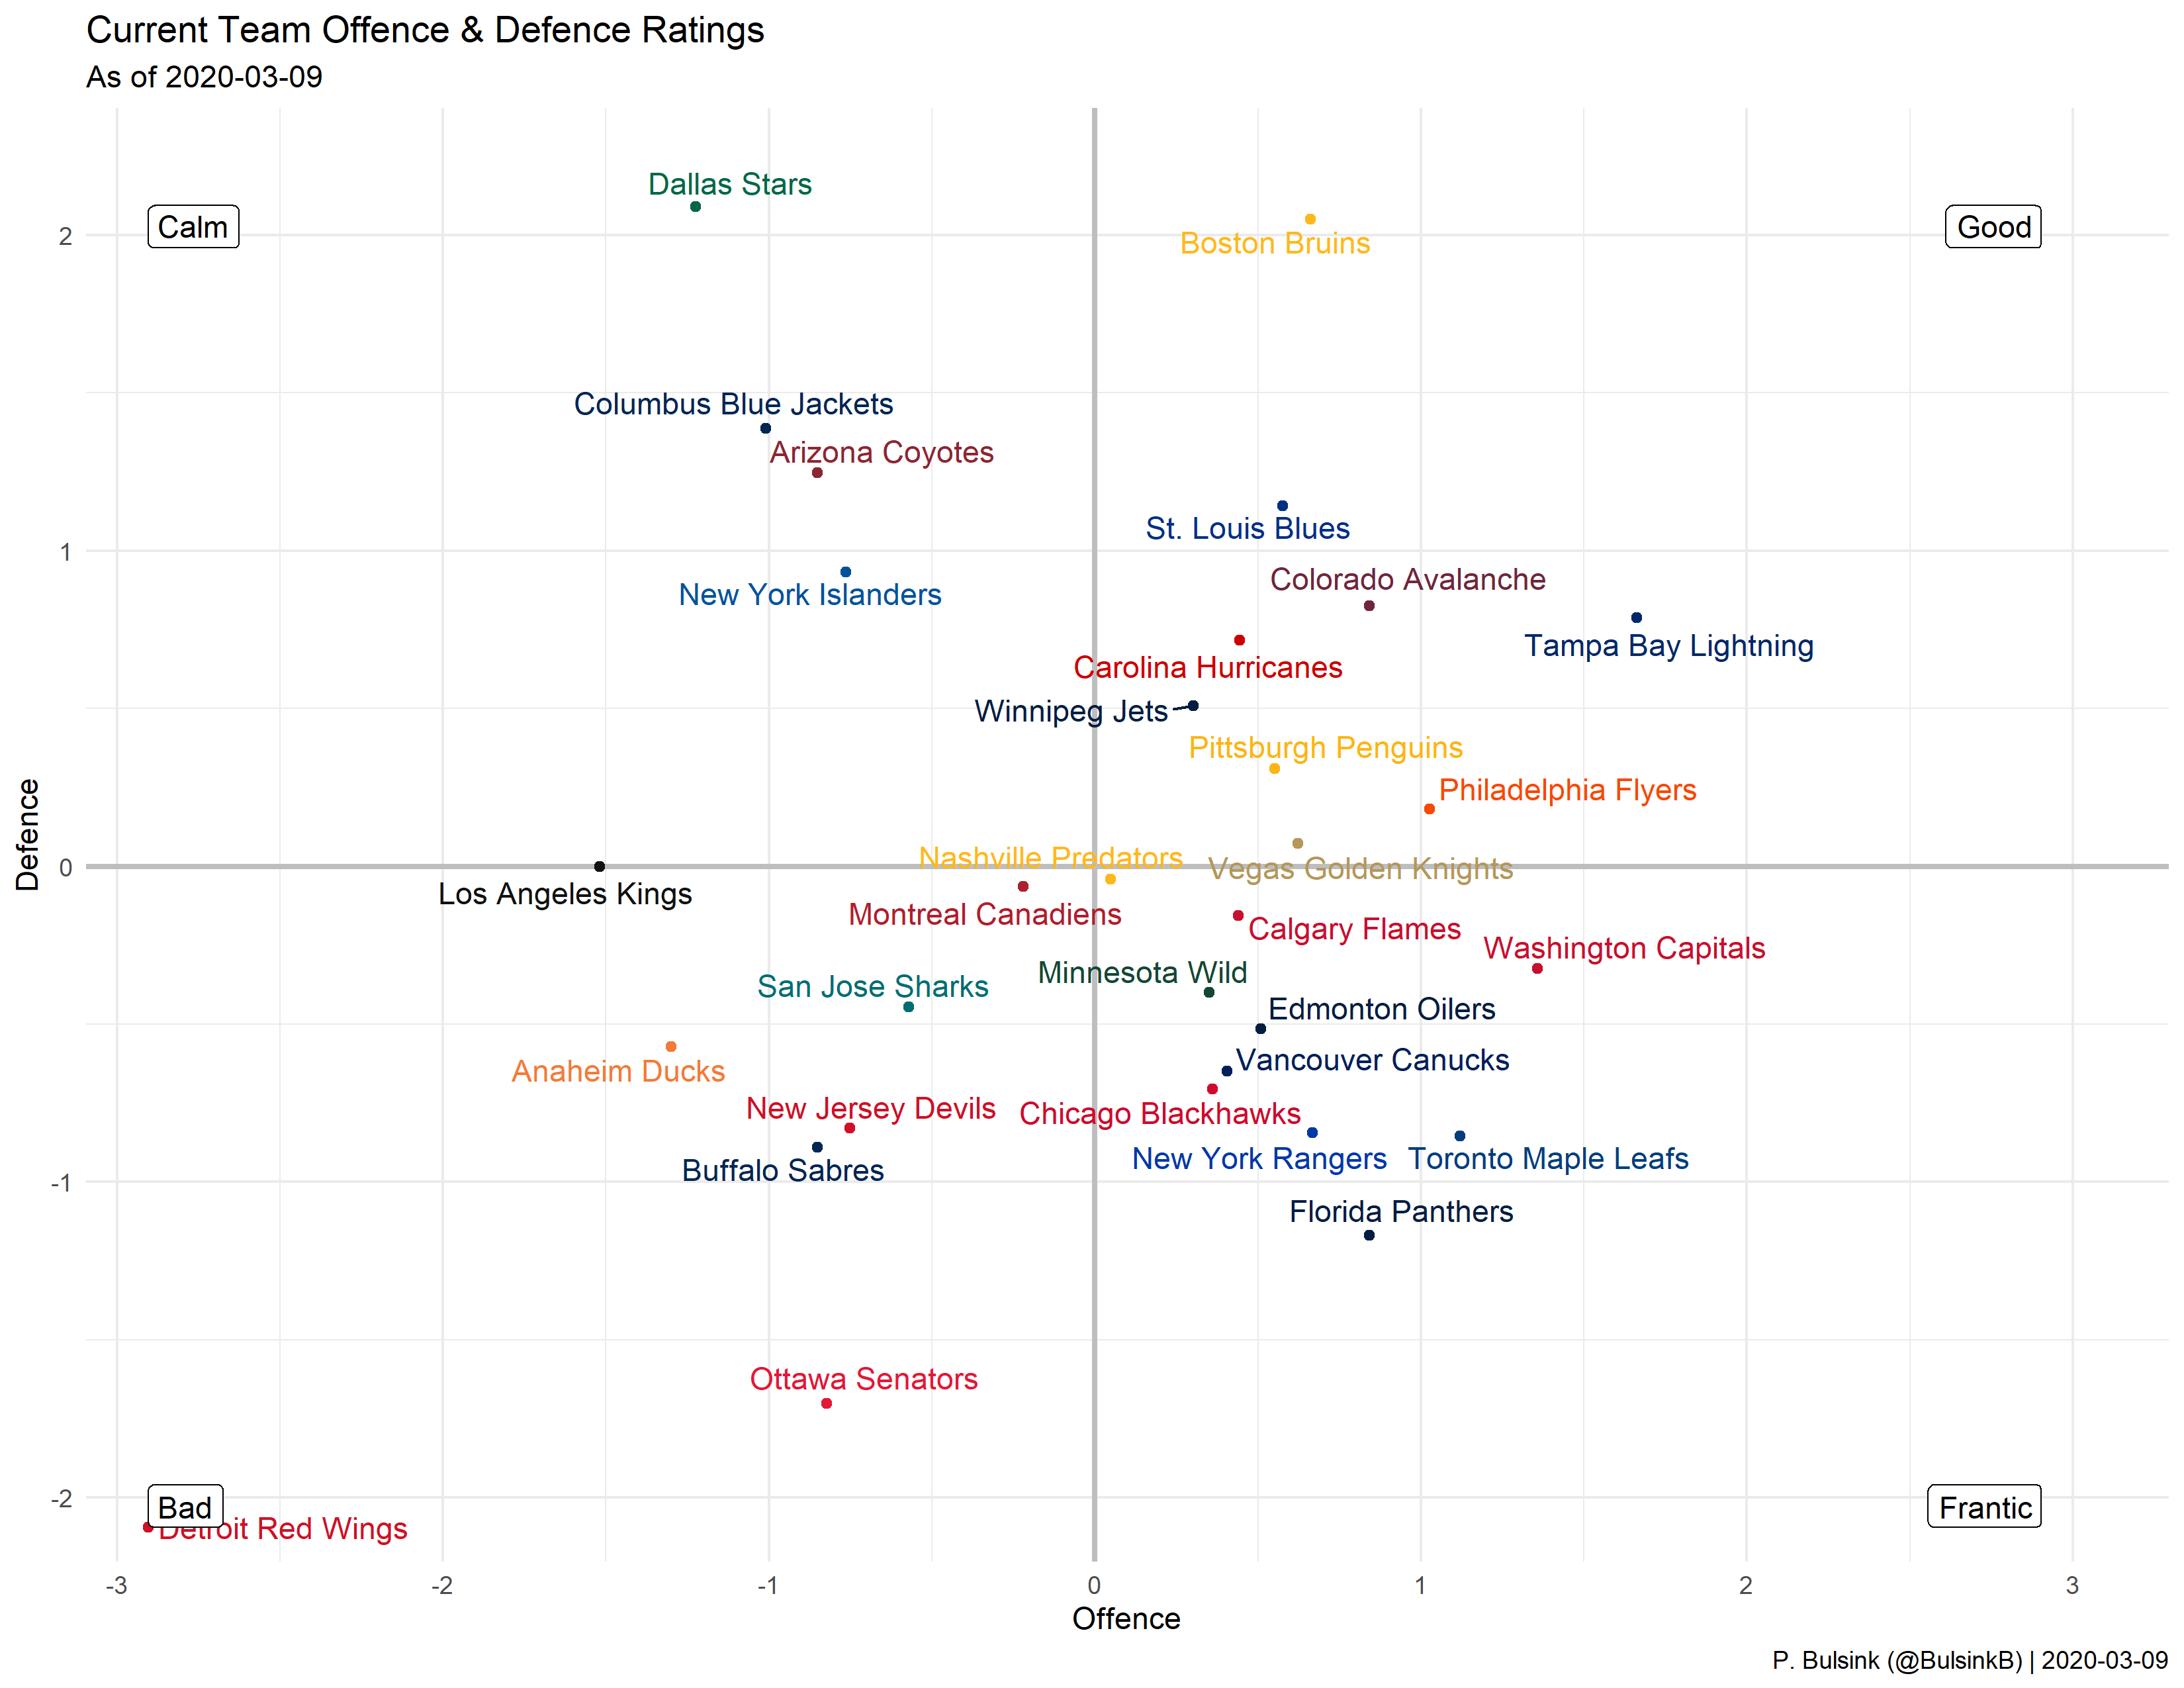 Current Team Offence & Defence Ratings
As of 2020-03-09
Dallas Stars
Calm
Good
2
Boston Bruins
Columbus Blue Jackets
Arizona Coyotes
St. Louis Blues
1
Colorado Avalanche
New York Islanders
Tampa Bay Lightning
Carolina Hurricanes
Winnipeg Jets
Pittsburgh Penguins
Philadelphia Flyers
Defence
Nashville Predators
0
Vegas Golden Knights
Los Angeles Kings
Montreal Canadiens
Calgary Flames
Washington Capitals
Minnesota Wild
San Jose Sharks
Edmonton Oilers
Vancouver Canucks
Anaheim Ducks
New Jersey Devils
Chicago Blackhawks
New York Rangers
Toronto Maple Leafs
Buffalo Sabres
-1
Florida Panthers
Ottawa Senators
-2
Bad
Frantic
Detroit Red Wings
-3 -2 -1 0 1 2 3
Offence
P. Bulsink (@BulsinkB) | 2020-03-09